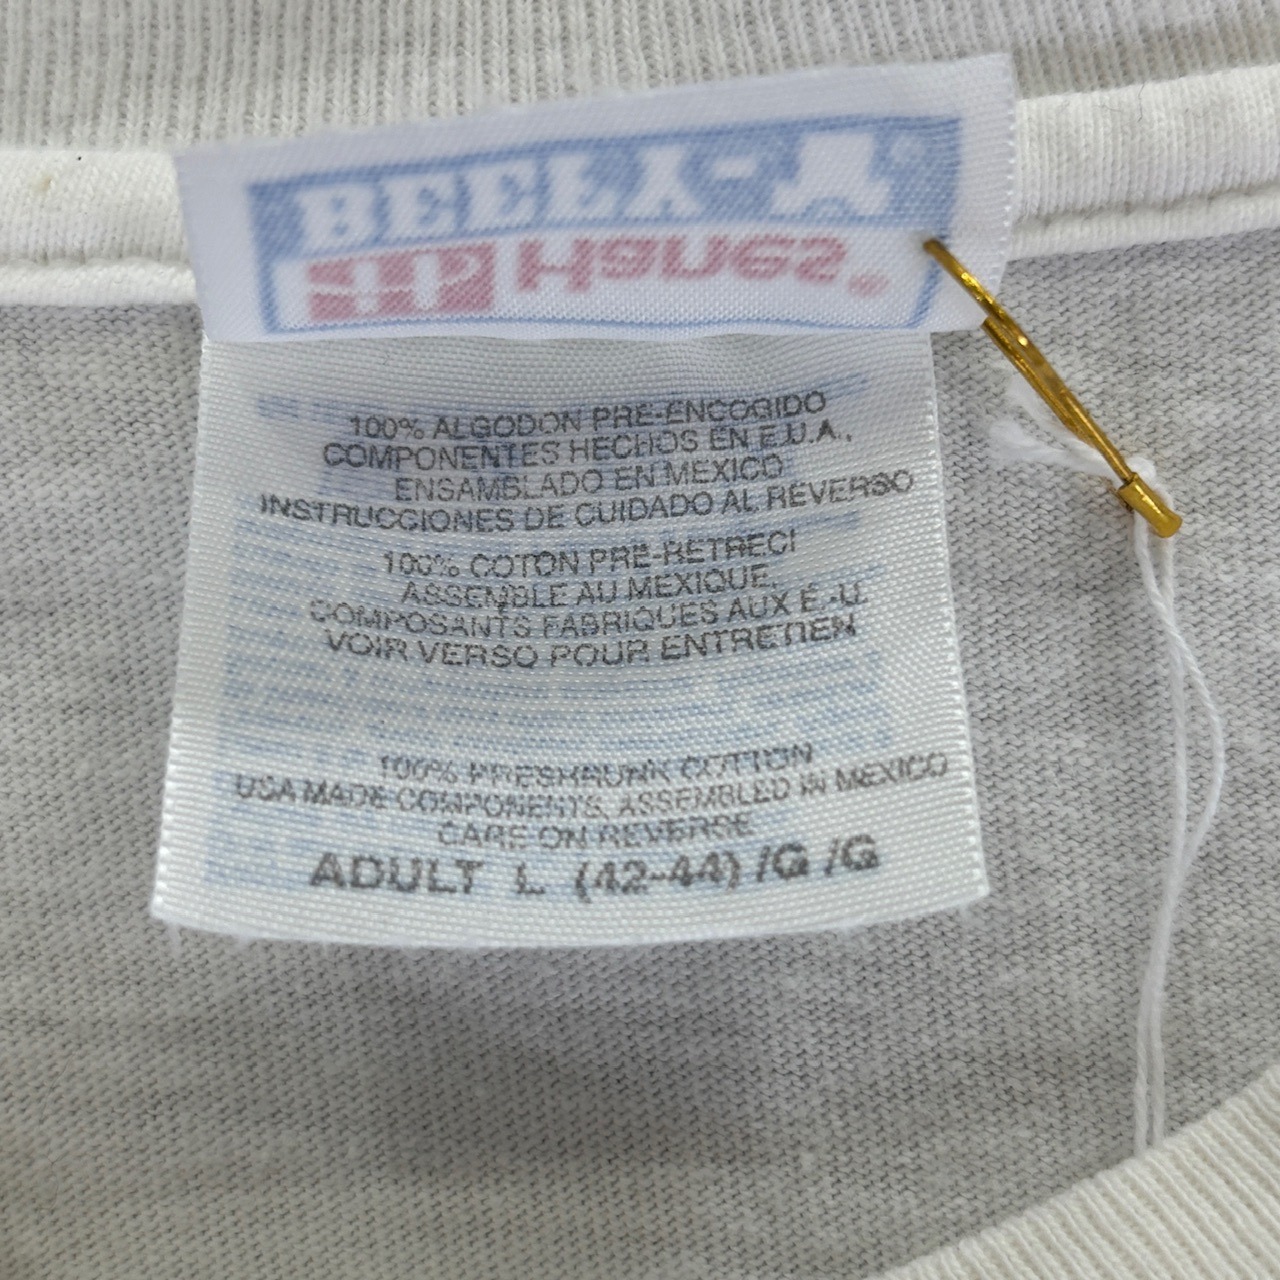 BEEFY-T®
Hanes®
100% ALGODON PRE-ENCOGIDO
COMPONENTES HECHOS EN E.U.A.,
ENSAMBLADO EN MEXICO
INSTRUCCIONES DE CUIDADO AL REVERSO
100% COTON PRE-RETRECI
ASSEMBLE AU MEXIQUE,
COMPOSANTS FABRIQUES AUX É.-U.
VOIR VERSO POUR ENTRETIEN
100% PRESHRUNK COTTON
USA MADE COMPONENTS, ASSEMBLED IN MEXICO
CARE ON REVERSE
ADULT L (42-44) /G /G